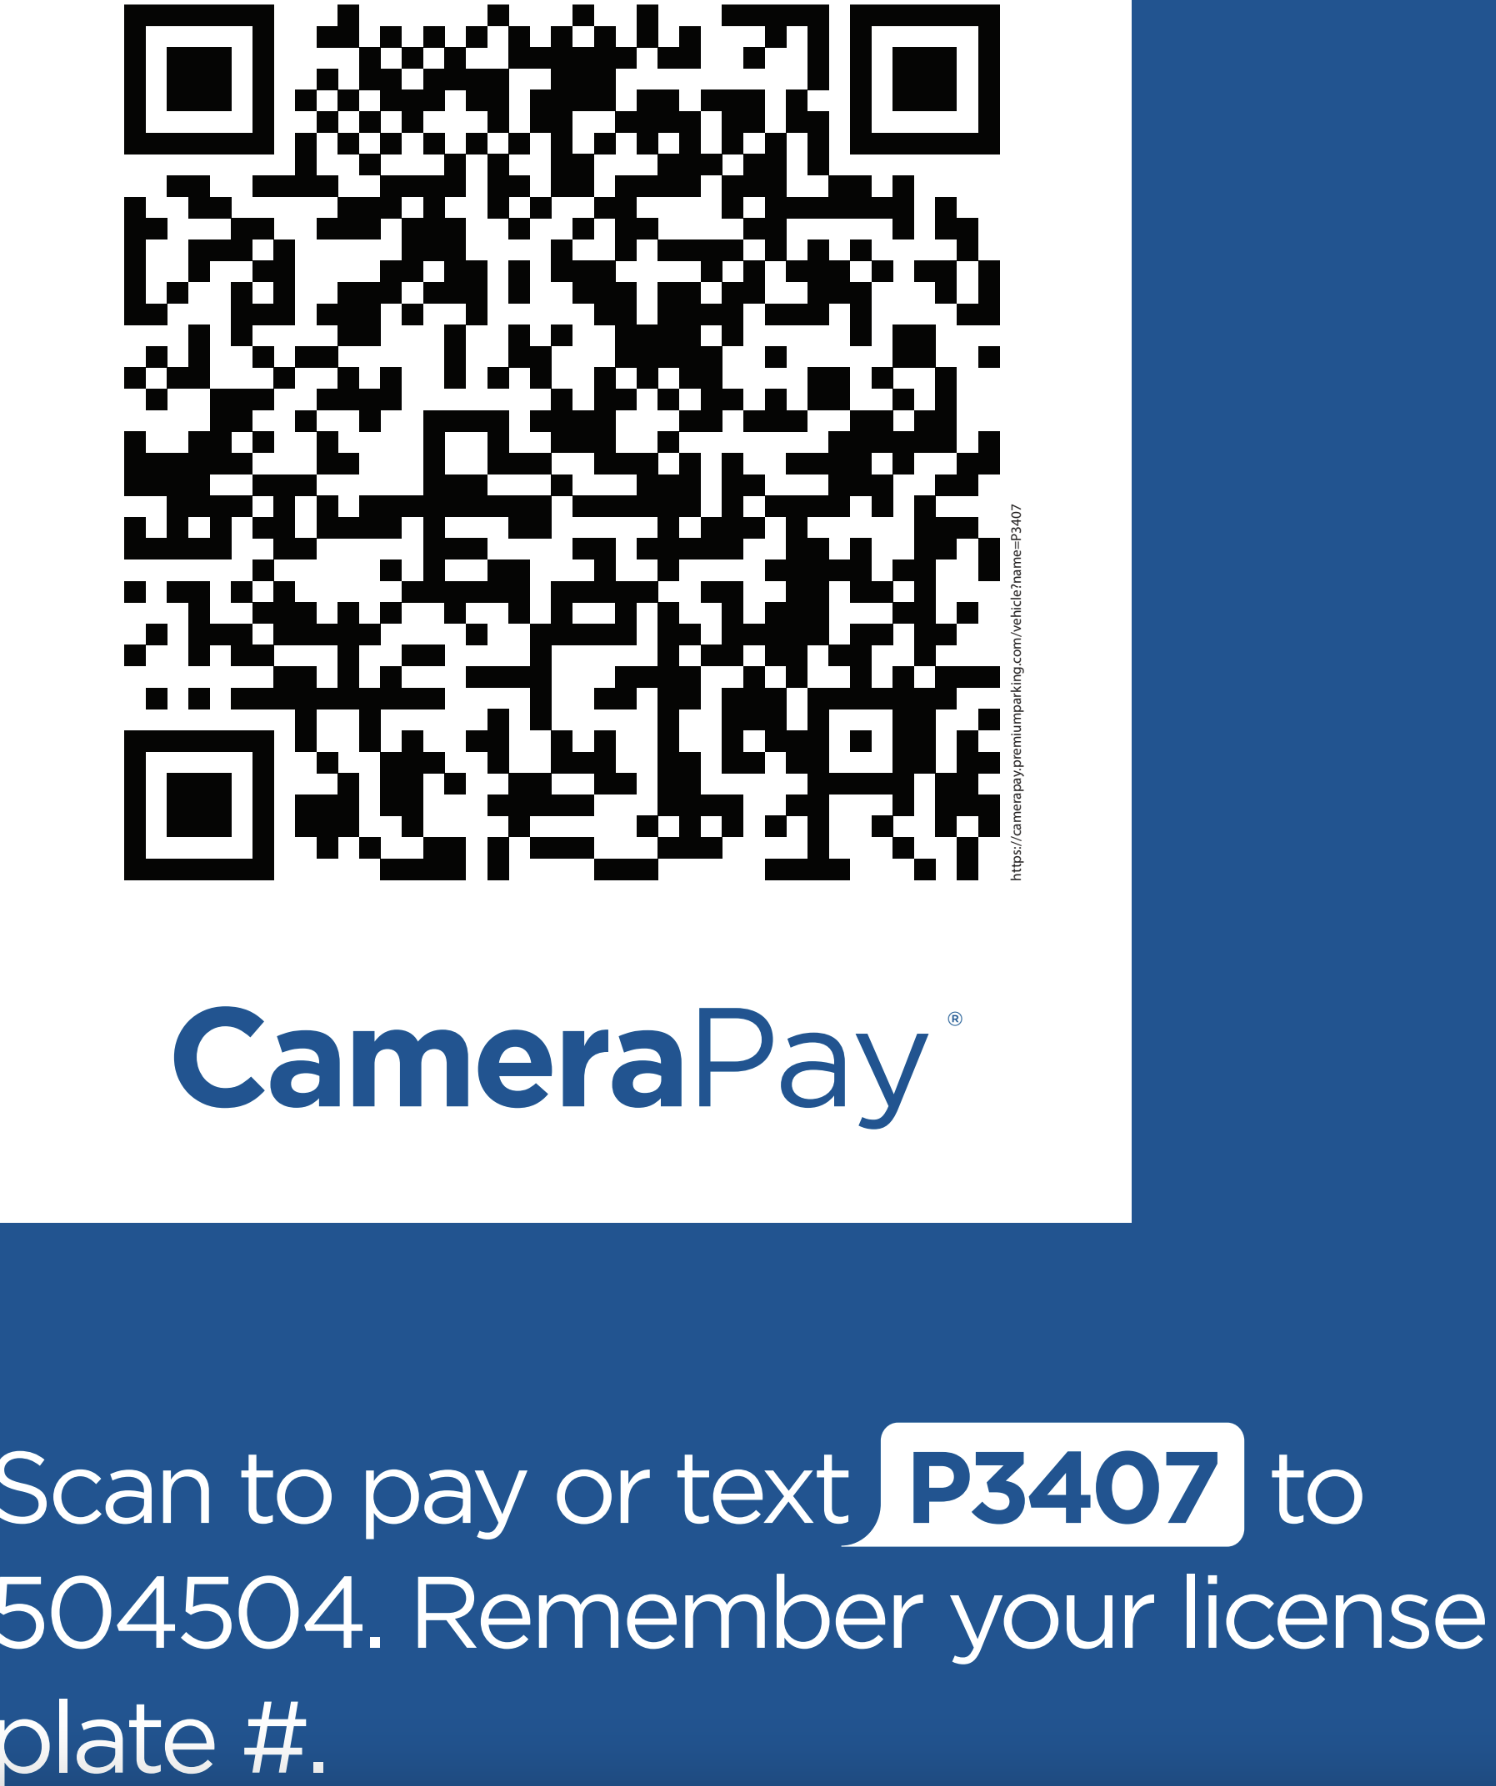 https://camerapay.premiumparking.com/vehicle?name=P3407
CameraPay®
Scan to pay or text P3407 to
504504. Remember your license
plate #.